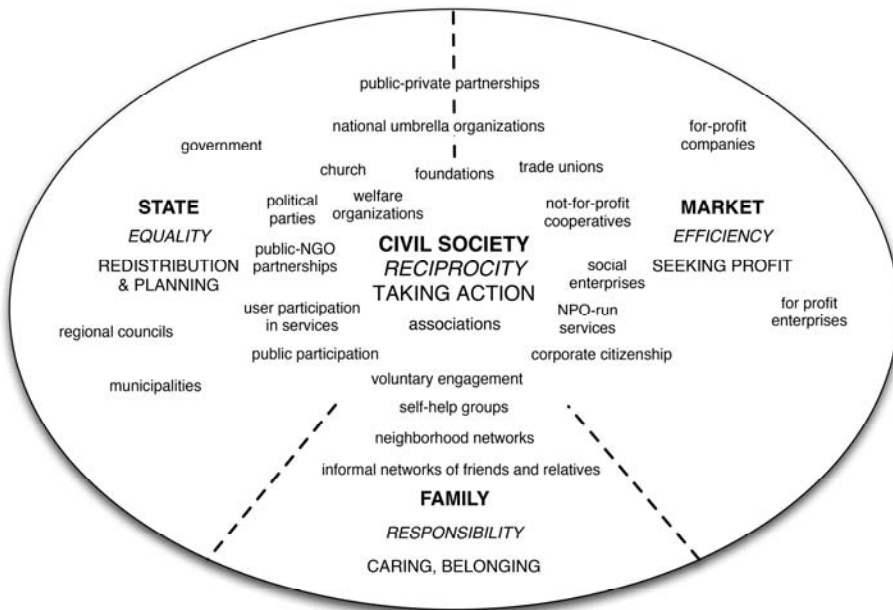 public-private partnerships
national umbrella organizations
government
for-profit
companies
church
foundations
trade unions
political
parties
welfare
organizations
not-for-profit
cooperatives
STATE
EQUALITY
REDISTRIBUTION
& PLANNING
public-NGO
partnerships
CIVIL SOCIETY
RECIPROCITY
TAKING ACTION
associations
social
enterprises
MARKET
EFFICIENCY
SEEKING PROFIT
user participation
in services
NPO-run
services
for profit
enterprises
regional councils
public participation
corporate citizenship
municipalities
voluntary engagement
self-help groups
neighborhood networks
informal networks of friends and relatives
FAMILY
RESPONSIBILITY
CARING, BELONGING